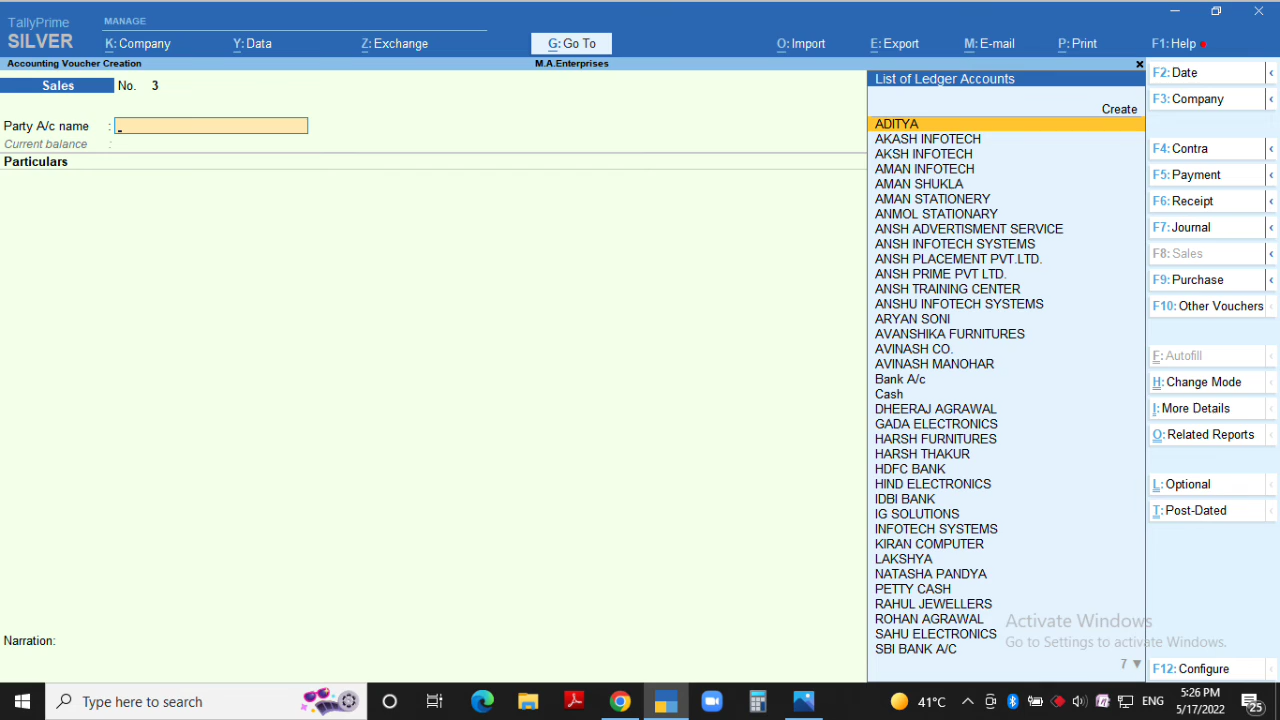 TallyPrime
SILVER
MANAGE
K: Company
Y: Data
Z: Exchange
G: Go To
O: Import
E: Export
M: E-mail
P: Print
F1: Help
Accounting Voucher Creation
M.A.Enterprises
Sales
No. 3
Party A/c name :
Current balance :
Particulars
Narration:
List of Ledger Accounts
Create
ADITYA
AKASH INFOTECH
AKSH INFOTECH
AMAN INFOTECH
AMAN SHUKLA
AMAN STATIONERY
ANMOL STATIONARY
ANSH ADVERTISMENT SERVICE
ANSH INFOTECH SYSTEMS
ANSH PLACEMENT PVT.LTD.
ANSH PRIME PVT LTD.
ANSH TRAINING CENTER
ANSHU INFOTECH SYSTEMS
ARYAN SONI
AVANSHIKA FURNITURES
AVINASH CO.
AVINASH MANOHAR
Bank A/c
Cash
DHEERAJ AGRAWAL
GADA ELECTRONICS
HARSH FURNITURES
HARSH THAKUR
HDFC BANK
HIND ELECTRONICS
IDBI BANK
IG SOLUTIONS
INFOTECH SYSTEMS
KIRAN COMPUTER
LAKSHYA
NATASHA PANDYA
PETTY CASH
RAHUL JEWELLERS
ROHAN AGRAWAL
SAHU ELECTRONICS
SBI BANK A/C
7 ▼
F2: Date
F3: Company
F4: Contra
F5: Payment
F6: Receipt
F7: Journal
F8: Sales
F9: Purchase
F10: Other Vouchers
F: Autofill
H: Change Mode
I: More Details
O: Related Reports
L: Optional
T: Post-Dated
F12: Configure
Activate Windows
Go to Settings to activate Windows.
Type here to search
41°C
ENG
5:26 PM
5/17/2022
25